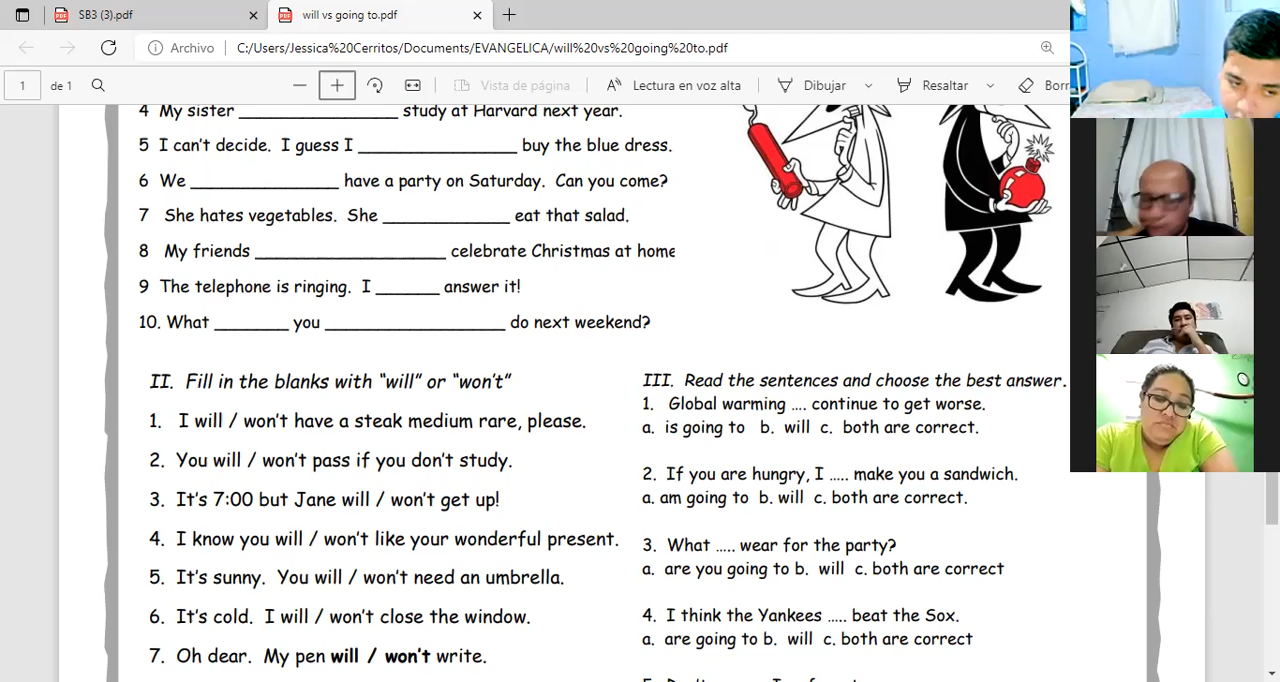 SB3 (3).pdf
will vs going to.pdf
Archivo
C:/Users/Jessica%20Cerritos/Documents/EVANGELICA/will%20vs%20going%20to.pdf
1 de 1
Vista de página
Lectura en voz alta
Dibujar
Resaltar
Borr
4 My sister _________________ study at Harvard next year.
5 I can't decide. I guess I _________________ buy the blue dress.
6 We ________________ have a party on Saturday. Can you come?
7 She hates vegetables. She _____________ eat that salad.
8 My friends ____________________ celebrate Christmas at home
9 The telephone is ringing. I _______ answer it!
10. What ________ you ___________________ do next weekend?
II. Fill in the blanks with "will" or "won't"
1. I will / won't have a steak medium rare, please.
2. You will / won't pass if you don't study.
3. It's 7:00 but Jane will / won't get up!
4. I know you will / won't like your wonderful present.
5. It's sunny. You will / won't need an umbrella.
6. It's cold. I will / won't close the window.
7. Oh dear. My pen will / won't write.
III. Read the sentences and choose the best answer.
1. Global warming .... continue to get worse.
a. is going to b. will c. both are correct.
2. If you are hungry, I ..... make you a sandwich.
a. am going to b. will c. both are correct.
3. What ..... wear for the party?
a. are you going to b. will c. both are correct
4. I think the Yankees ..... beat the Sox.
a. are going to b. will c. both are correct